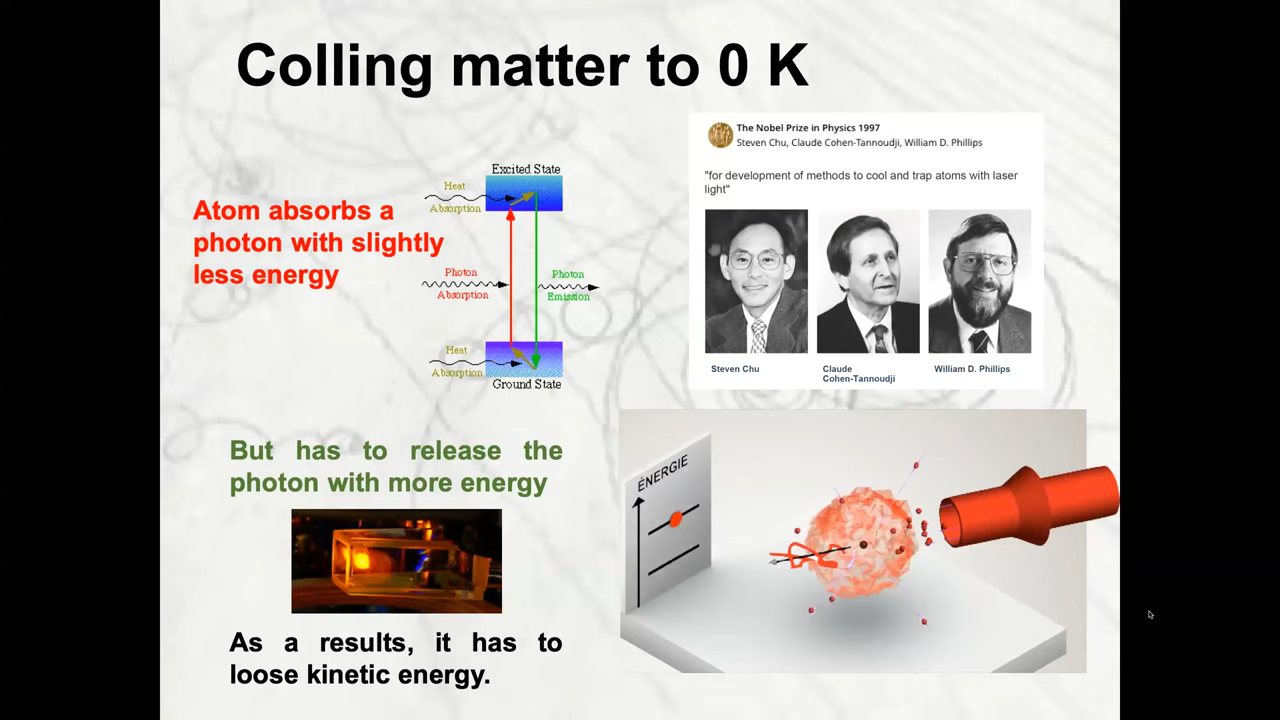 Colling matter to 0 K
The Nobel Prize in Physics 1997
Steven Chu, Claude Cohen-Tannoudji, William D. Phillips
"for development of methods to cool and trap atoms with laser
light"
Steven Chu
Claude
Cohen-Tannoudji
William D. Phillips
Atom absorbs a
photon with slightly
less energy
Excited State
Heat
Absorption
Photon
Absorption
Photon
Emission
Heat
Absorption
Ground State
But has to release the
photon with more energy
As a results, it has to
loose kinetic energy.
ÉNERGIE